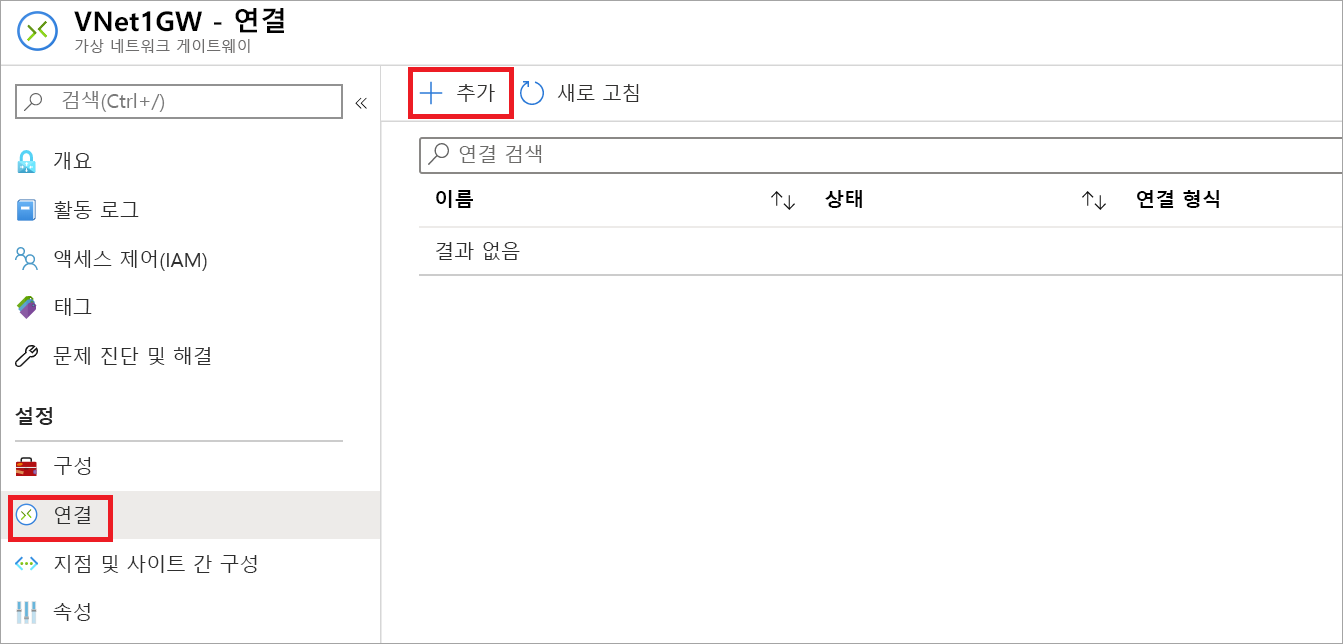 VNet1GW - 연결
가상 네트워크 게이트웨이
검색(Ctrl+/)
«
개요
활동 로그
액세스 제어(IAM)
태그
문제 진단 및 해결
설정
구성
연결
지점 및 사이트 간 구성
속성
추가 새로 고침
연결 검색
이름 상태 연결 형식
결과 없음